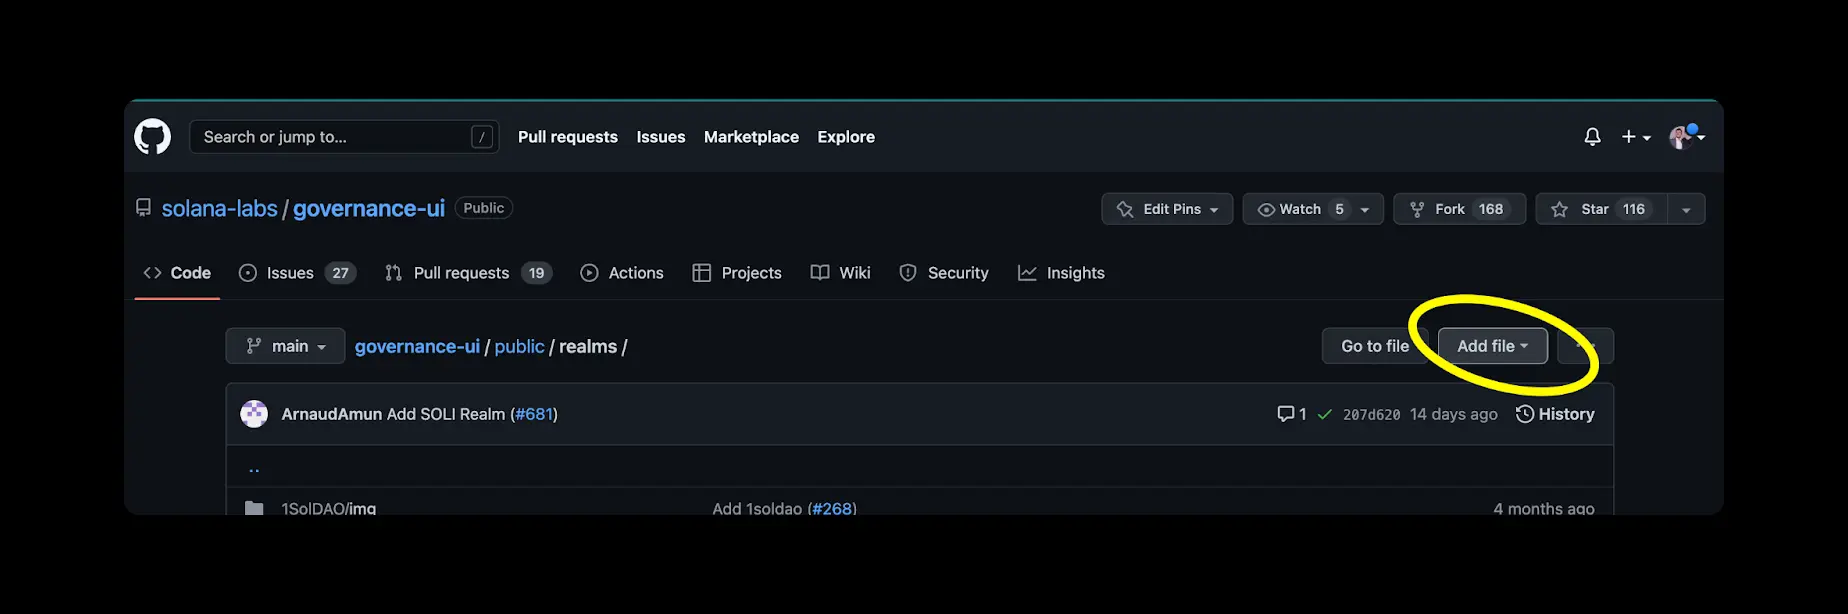 Search or jump to... / Pull requests Issues Marketplace Explore
solana-labs / governance-ui Public Edit Pins Watch 5 Fork 168 Star 116
Code Issues 27 Pull requests 19 Actions Projects Wiki Security Insights
main governance-ui / public / realms / Go to file Add file
ArnaudAmun Add SOLI Realm (#681) 1 207d620 14 days ago History
..
1SolDAO/img Add 1soldao (#268) 4 months ago